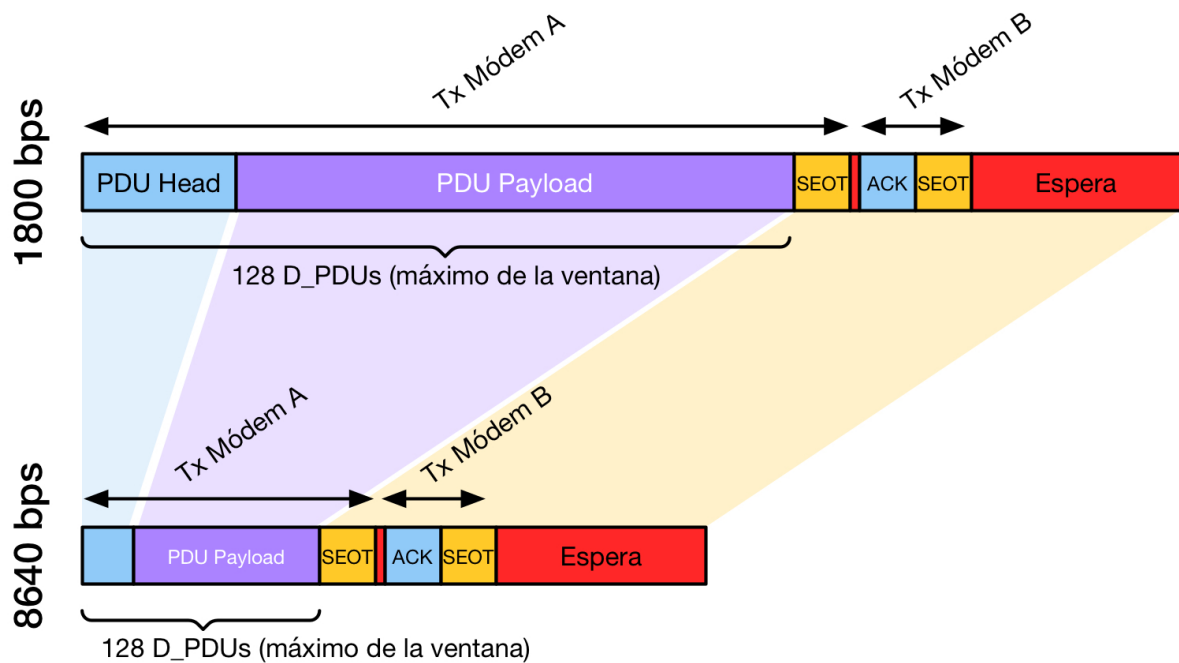 Tx Módem A
Tx Módem B
1800 bps
PDU Head
PDU Payload
SEOT
ACK
SEOT
Espera
128 D_PDUs (máximo de la ventana)
Tx Módem A
Tx Módem B
8640 bps
PDU Payload
SEOT
ACK
SEOT
Espera
128 D_PDUs (máximo de la ventana)